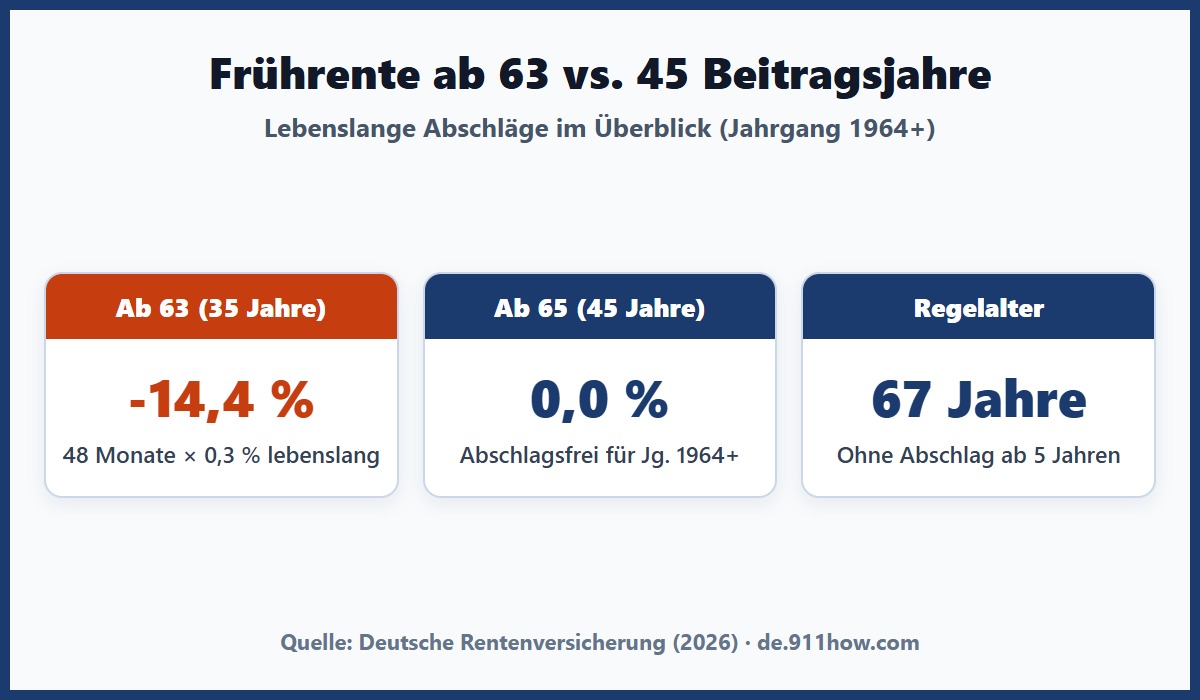 Frührente ab 63 vs. 45 Beitragsjahre
Lebenslange Abschläge im Überblick (Jahrgang 1964+)
Ab 63 (35 Jahre)
-14,4 %
48 Monate × 0,3 % lebenslang
Ab 65 (45 Jahre)
0,0 %
Abschlagsfrei für Jg. 1964+
Regelalter
67 Jahre
Ohne Abschlag ab 5 Jahren
Quelle: Deutsche Rentenversicherung (2026) · de.911how.com